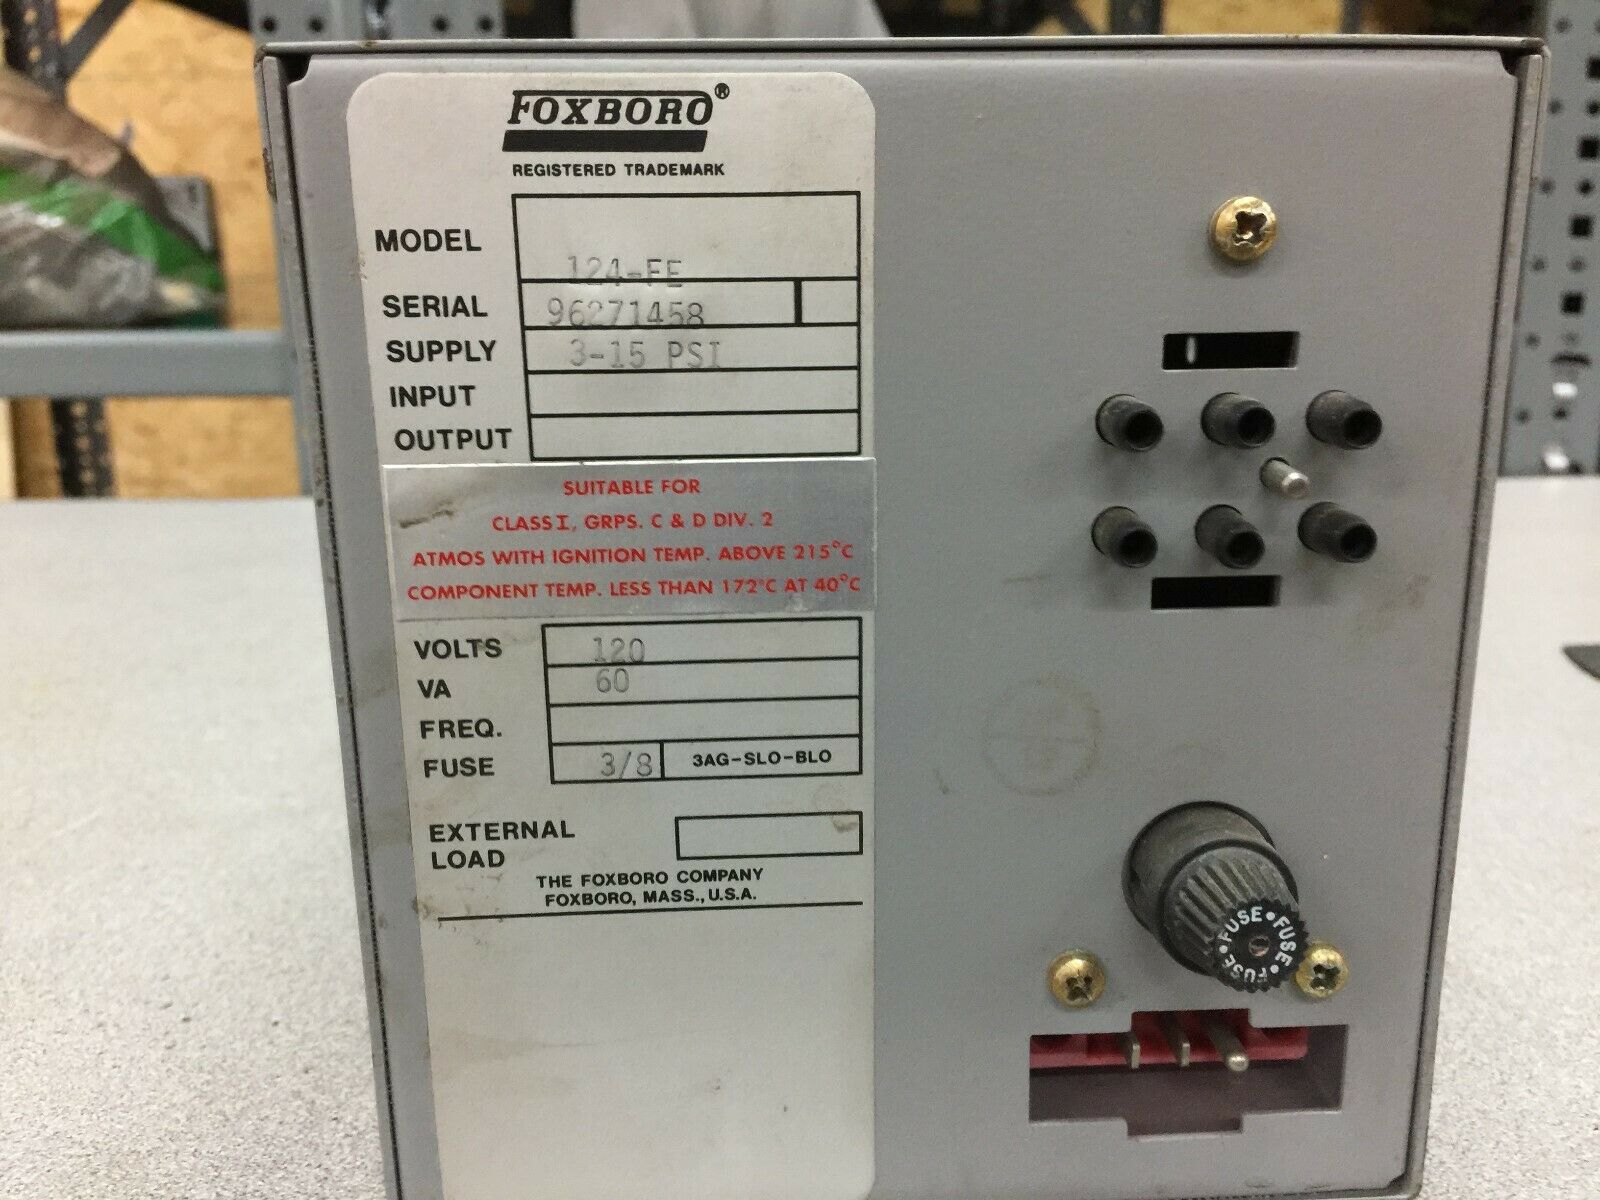 FOXBORO®
REGISTERED TRADEMARK
MODEL 124-FE
SERIAL 96271458
SUPPLY 3-15 PSI
INPUT
OUTPUT
SUITABLE FOR
CLASS I, GRPS. C & D DIV. 2
ATMOS WITH IGNITION TEMP. ABOVE 215°C
COMPONENT TEMP. LESS THAN 172°C AT 40°C
VOLTS 120
VA 60
FREQ.
FUSE 3/8 3AG-SLO-BLO
EXTERNAL
LOAD
THE FOXBORO COMPANY
FOXBORO, MASS., U.S.A.
FUSE • FUSE • FUSE • FUSE •